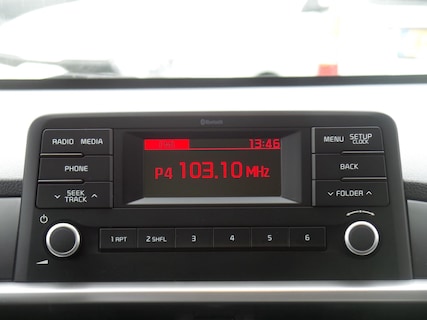 Bluetooth
RADIO MEDIA
13:46
MENU SETUP
CLOCK
PHONE
P4 103.10 MHz
BACK
SEEK
TRACK
FOLDER
1 RPT 2 SHFL 3 4 5 6